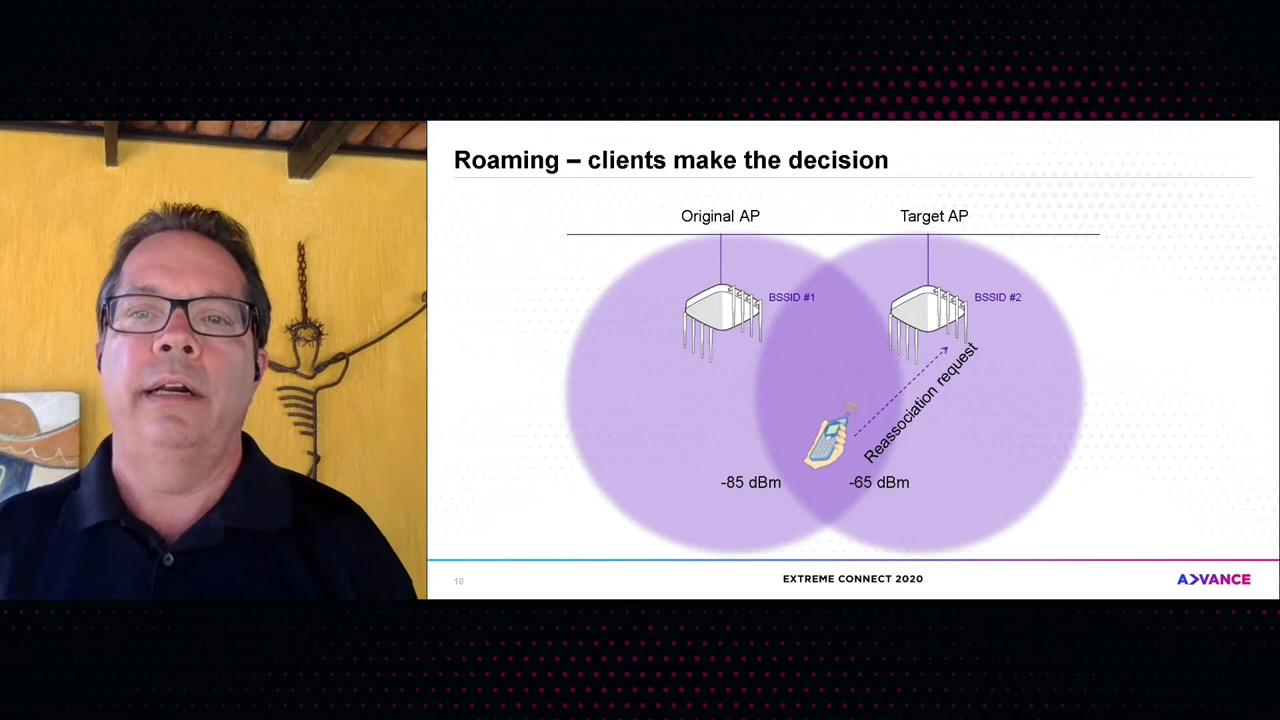 Roaming – clients make the decision
Original AP
Target AP
BSSID #1
BSSID #2
Reassociation request
-85 dBm
-65 dBm
10
EXTREME CONNECT 2020
ADVANCE